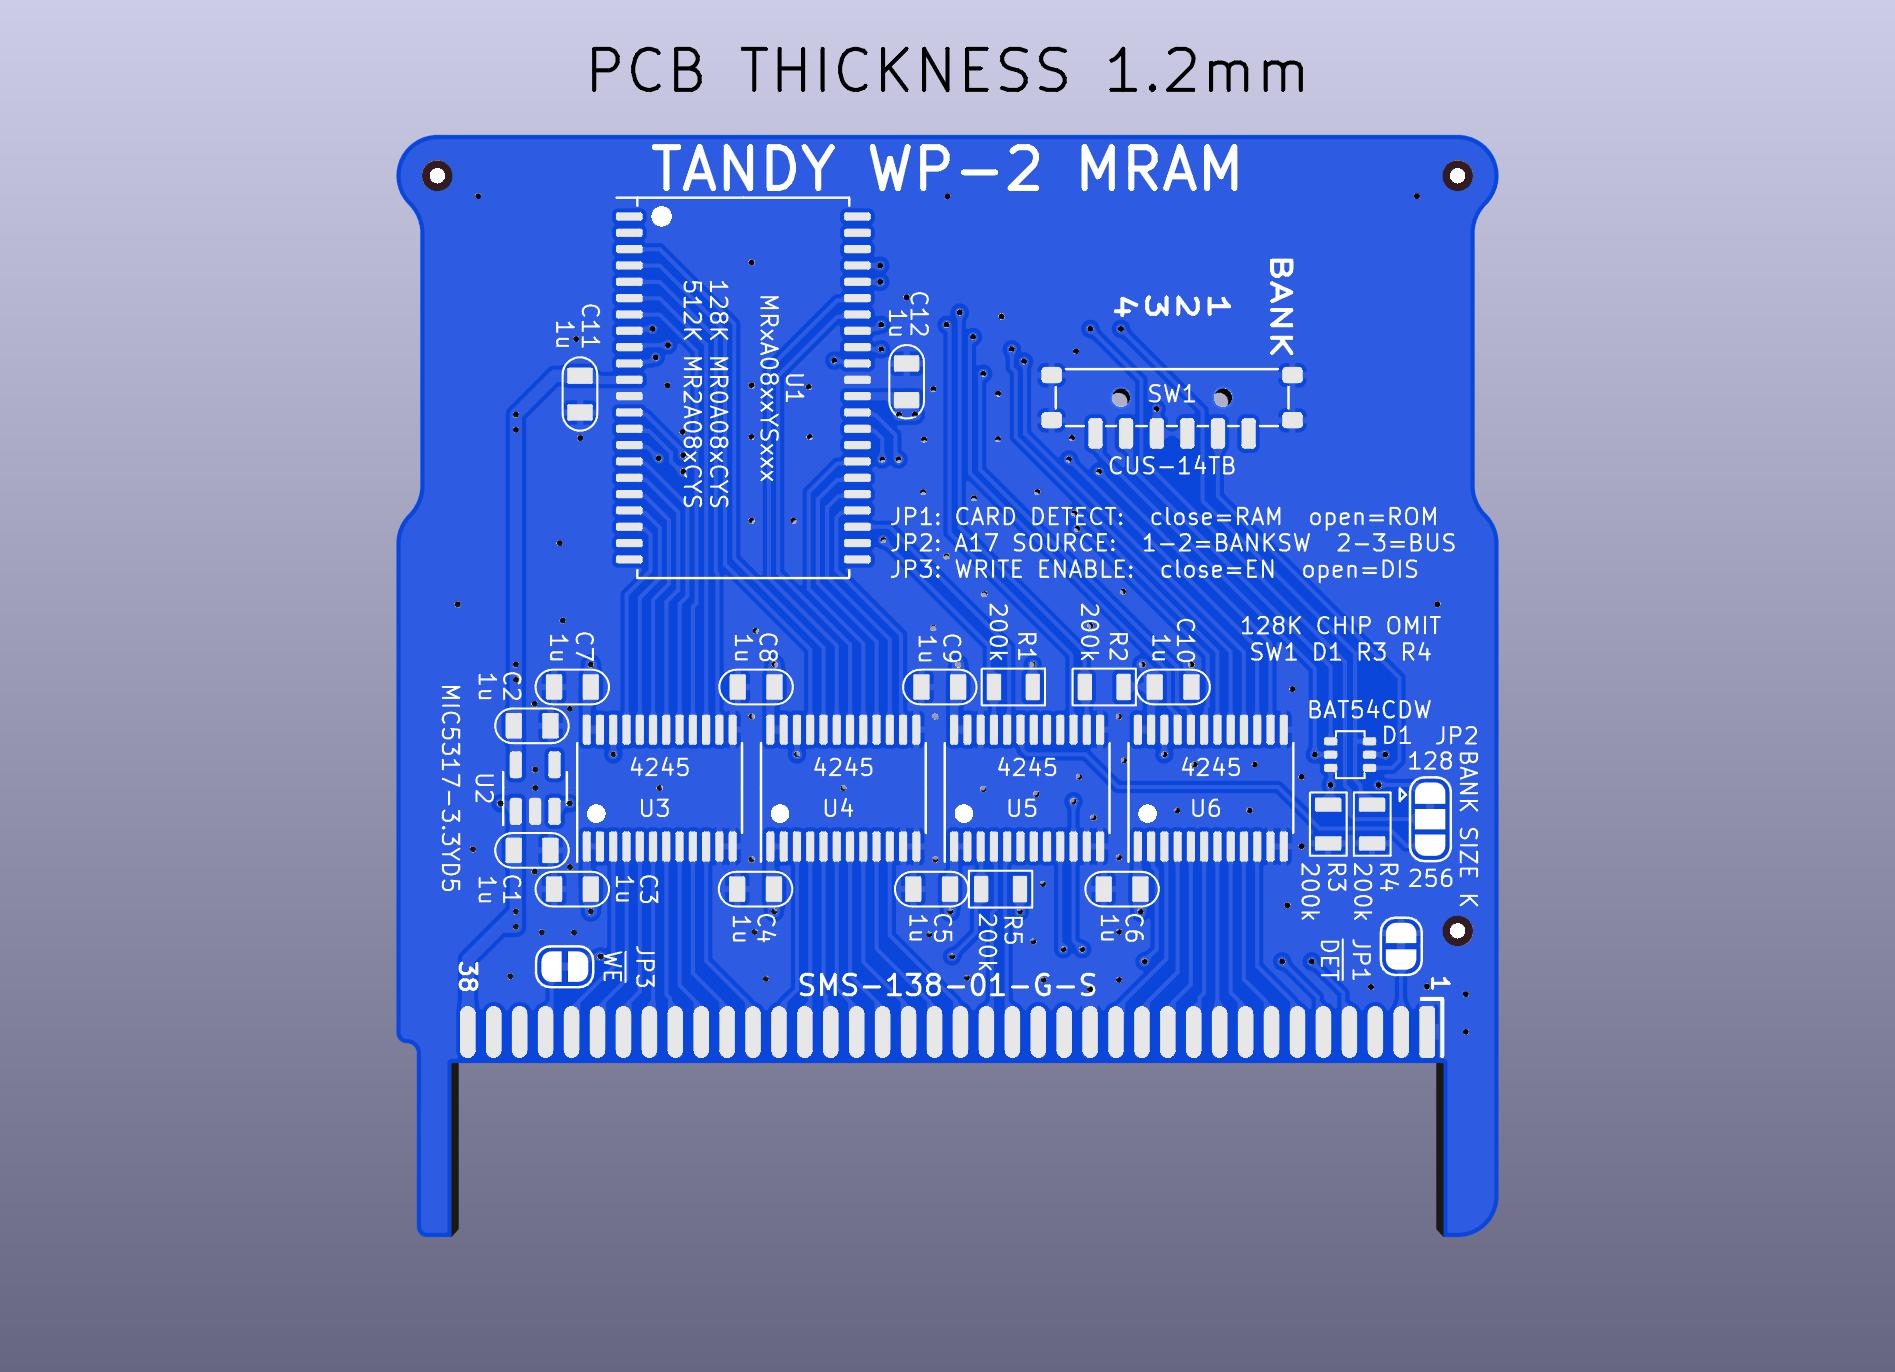 PCB THICKNESS 1.2mm
TANDY WP-2 MRAM
BANK
1234
C11
1u
C12
1u
U1
MRxA08xxYSxxx
128K MR0A08xCYS
512K MR2A08xCYS
SW1
CUS-14TB
JP1: CARD DETECT: close=RAM open=ROM
JP2: A17 SOURCE: 1-2=BANKSW 2-3=BUS
JP3: WRITE ENABLE: close=EN open=DIS
128K CHIP OMIT
SW1 D1 R3 R4
C7
1u
C8
1u
C9
1u
R1
200k
R2
200k
C10
1u
C2
1u
MIC5317-3.3YD5
U2
4245
U3
4245
U4
4245
U5
4245
U6
BAT54CDW
D1
JP2
128
BANK SIZE K
256
R3
200k
R4
200k
C1
1u
C3
1u
C4
1u
C5
1u
R5
200k
C6
1u
JP3
WE
JP1
DET
38
SMS-138-01-G-S
1